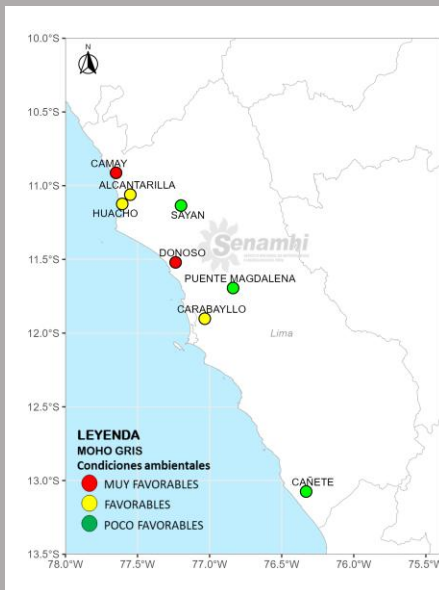 10.0°S
N
10.5°S
CAMAY
11.0°S
ALCANTARILLA
HUACHO
SAYAN
11.5°S
DONOSO
Senamhi
PUENTE MAGDALENA
CARABAYLLO
12.0°S
Lima
12.5°S
LEYENDA
MOHO GRIS
Condiciones ambientales
MUY FAVORABLES
FAVORABLES
POCO FAVORABLES
13.0°S
CAÑETE
13.5°S
78.0°W 77.5°W 77.0°W 76.5°W 76.0°W 75.5°W